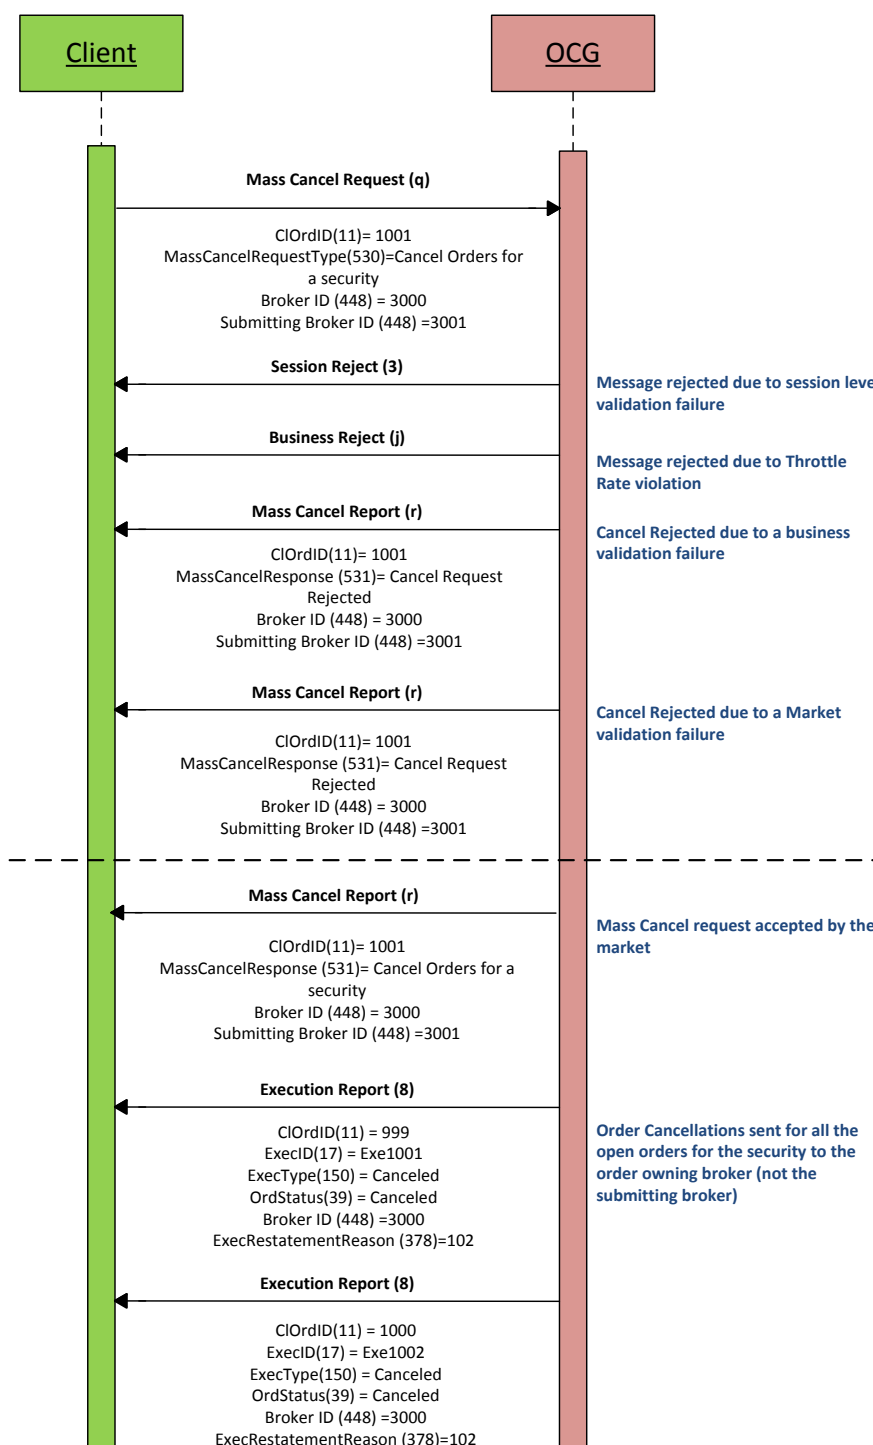 Client
OCG
Mass Cancel Request (q)
ClOrdID(11)= 1001
MassCancelRequestType(530)=Cancel Orders for
a security
Broker ID (448) = 3000
Submitting Broker ID (448) =3001
Session Reject (3)
Message rejected due to session leve
validation failure
Business Reject (j)
Message rejected due to Throttle
Rate violation
Mass Cancel Report (r)
Cancel Rejected due to a business
validation failure
ClOrdID(11)= 1001
MassCancelResponse (531)= Cancel Request
Rejected
Broker ID (448) = 3000
Submitting Broker ID (448) =3001
Mass Cancel Report (r)
Cancel Rejected due to a Market
validation failure
ClOrdID(11)= 1001
MassCancelResponse (531)= Cancel Request
Rejected
Broker ID (448) = 3000
Submitting Broker ID (448) =3001
Mass Cancel Report (r)
Mass Cancel request accepted by the
market
ClOrdID(11)= 1001
MassCancelResponse (531)= Cancel Orders for a
security
Broker ID (448) = 3000
Submitting Broker ID (448) =3001
Execution Report (8)
Order Cancellations sent for all the
open orders for the security to the
order owning broker (not the
submitting broker)
ClOrdID(11) = 999
ExecID(17) = Exe1001
ExecType(150) = Canceled
OrdStatus(39) = Canceled
Broker ID (448) =3000
ExecRestatementReason (378)=102
Execution Report (8)
ClOrdID(11) = 1000
ExecID(17) = Exe1002
ExecType(150) = Canceled
OrdStatus(39) = Canceled
Broker ID (448) =3000
ExecRestatementReason (378)=102